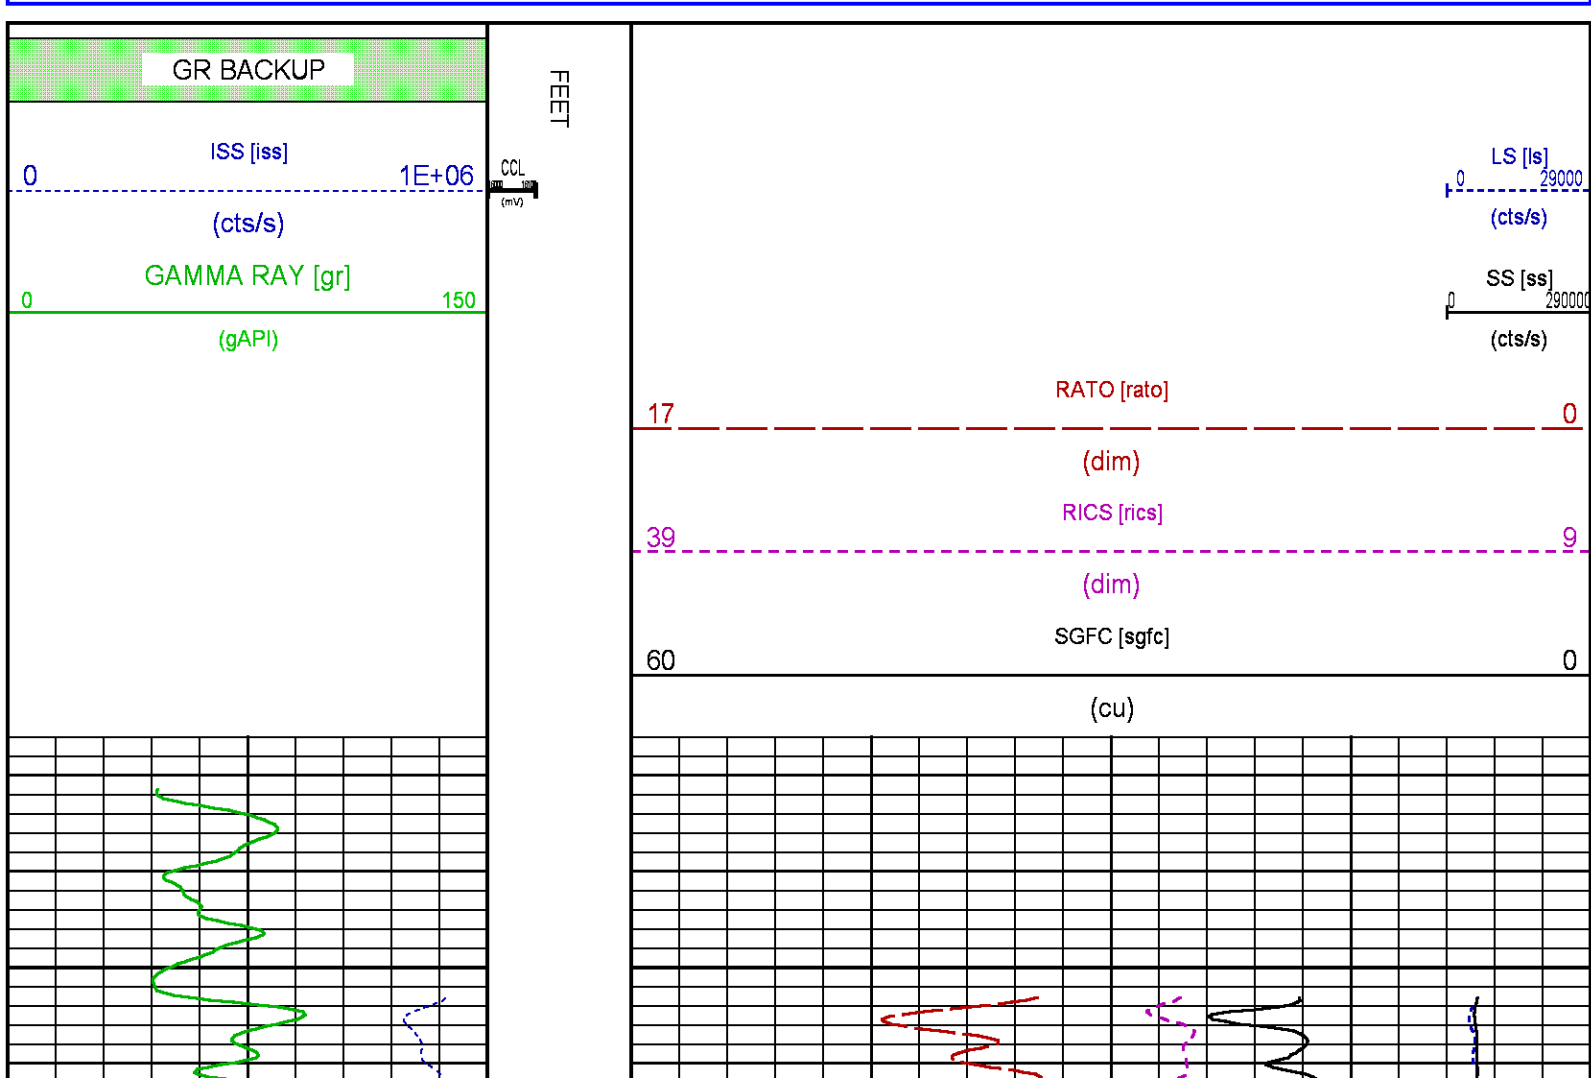 GR BACKUP
FEET
ISS [iss]
0 1E+06
(cts/s)
CCL
(mV)
LS [ls]
0 29000
(cts/s)
GAMMA RAY [gr]
0 150
(gAPI)
SS [ss]
0 290000
(cts/s)
RATO [rato]
17 0
(dim)
RICS [rics]
39 9
(dim)
SGFC [sgfc]
60 0
(cu)